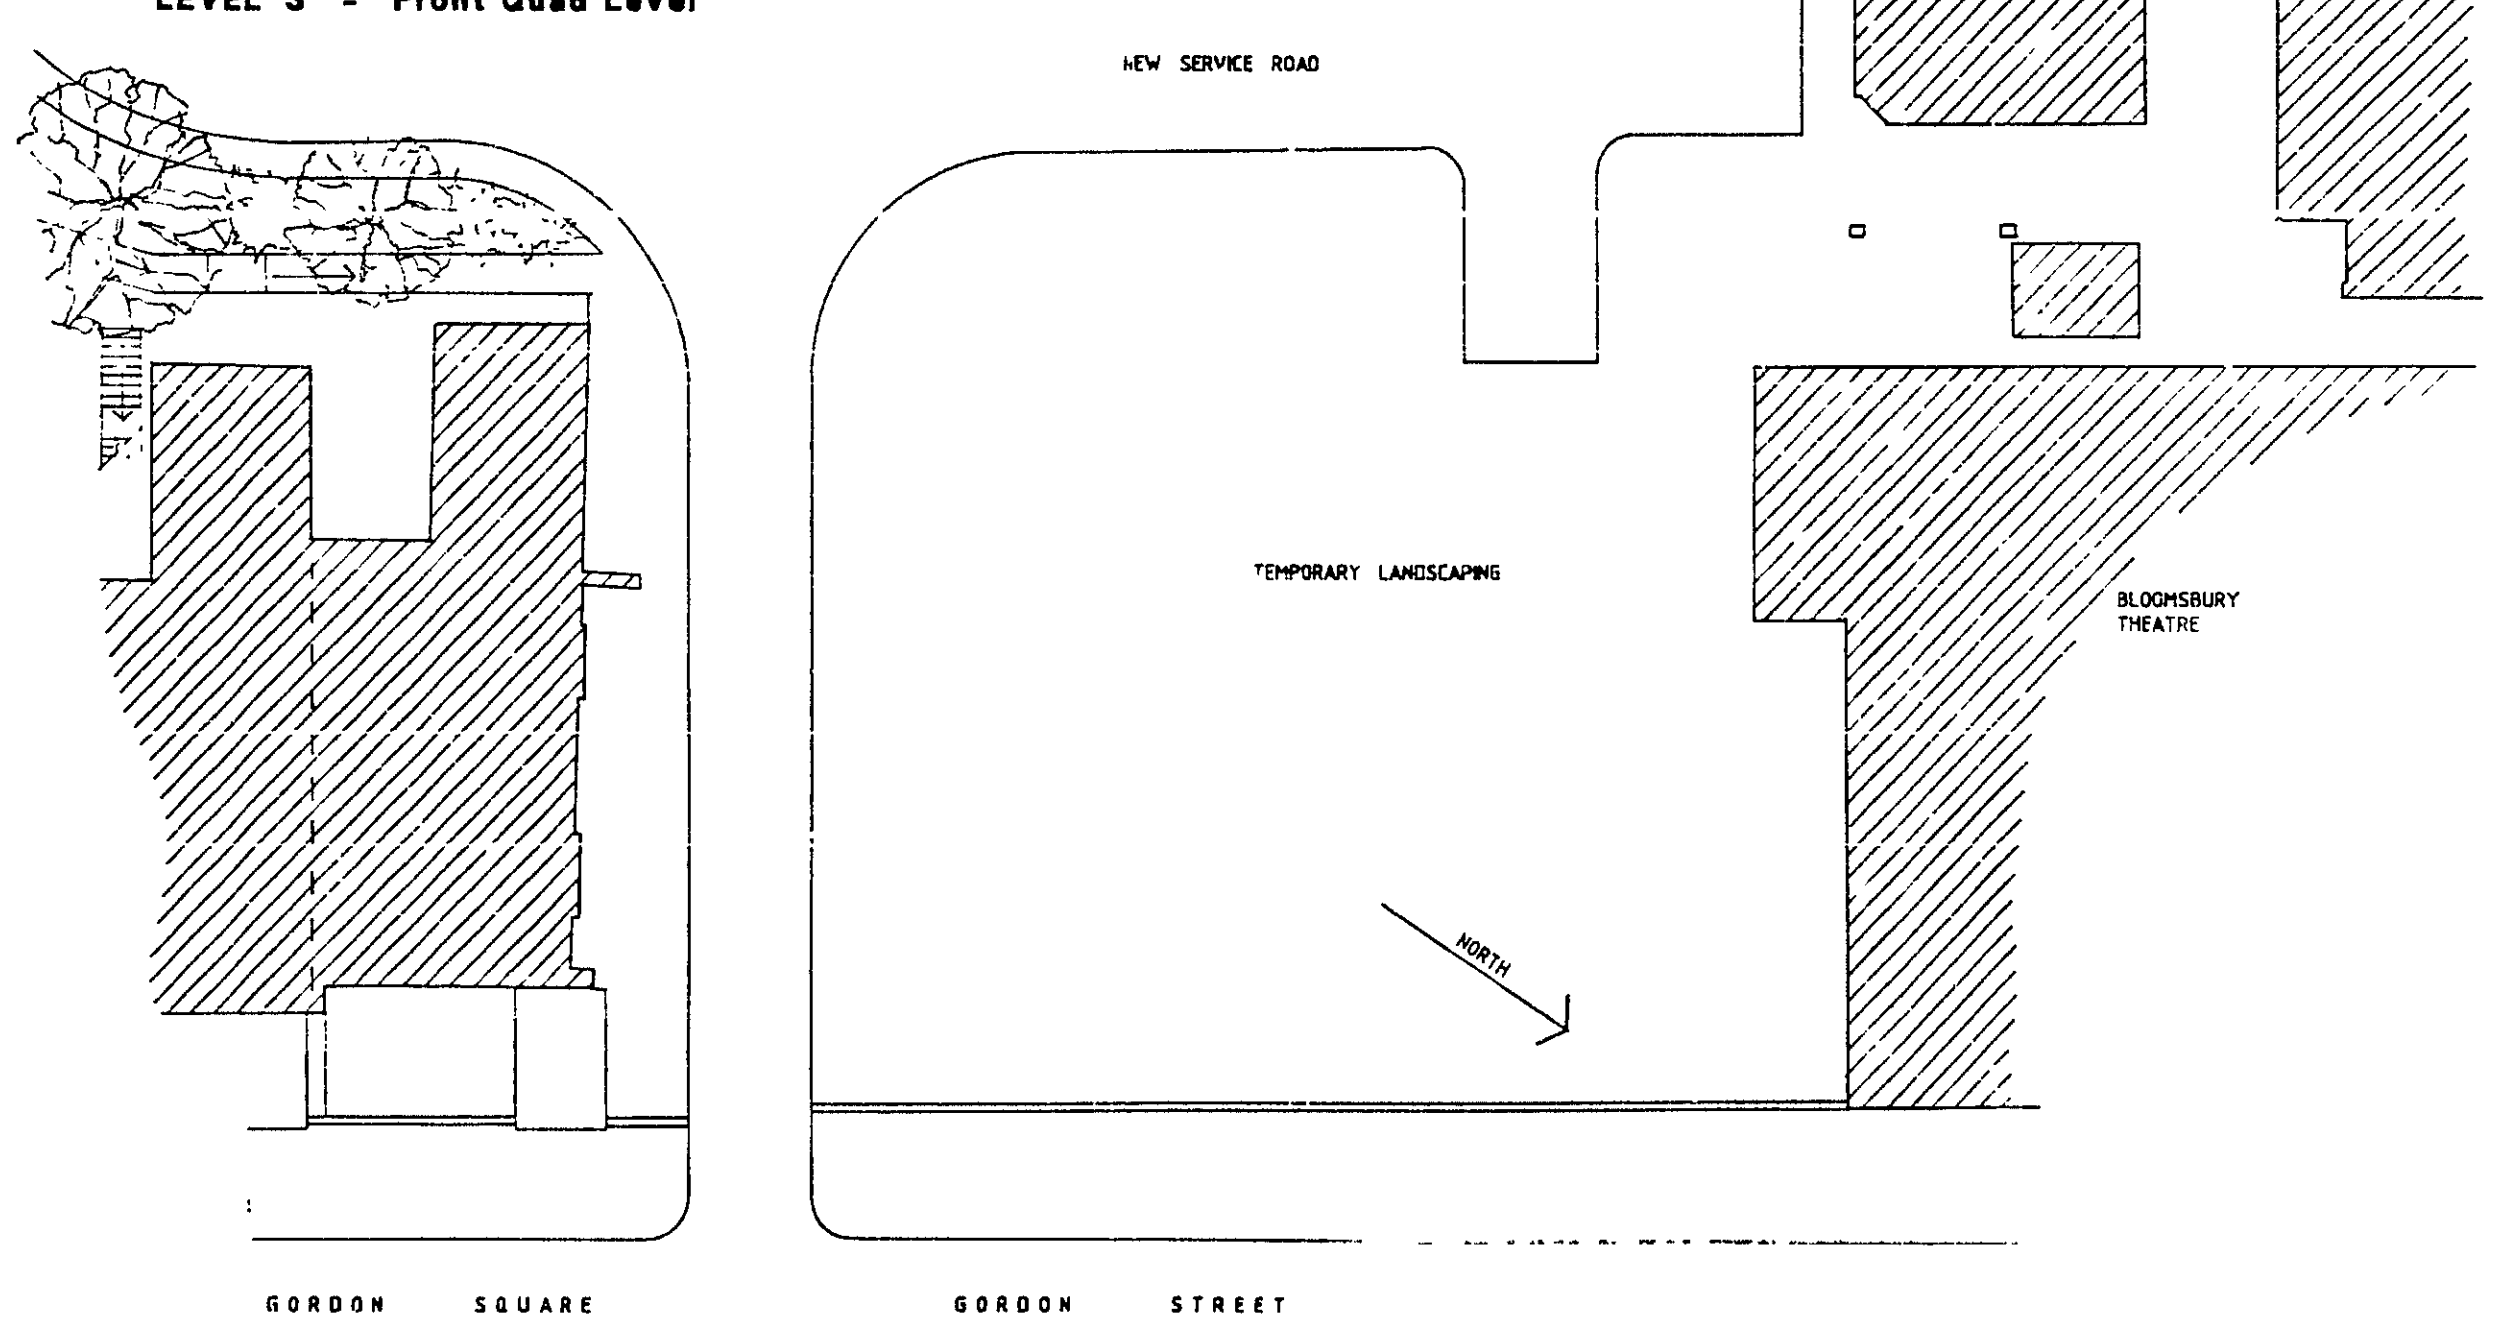 LEVEL 3 - Front Quad Level
NEW SERVICE ROAD
TEMPORARY LANDSCAPING
BLOOMSBURY
THEATRE
NORTH
GORDON SQUARE
GORDON STREET